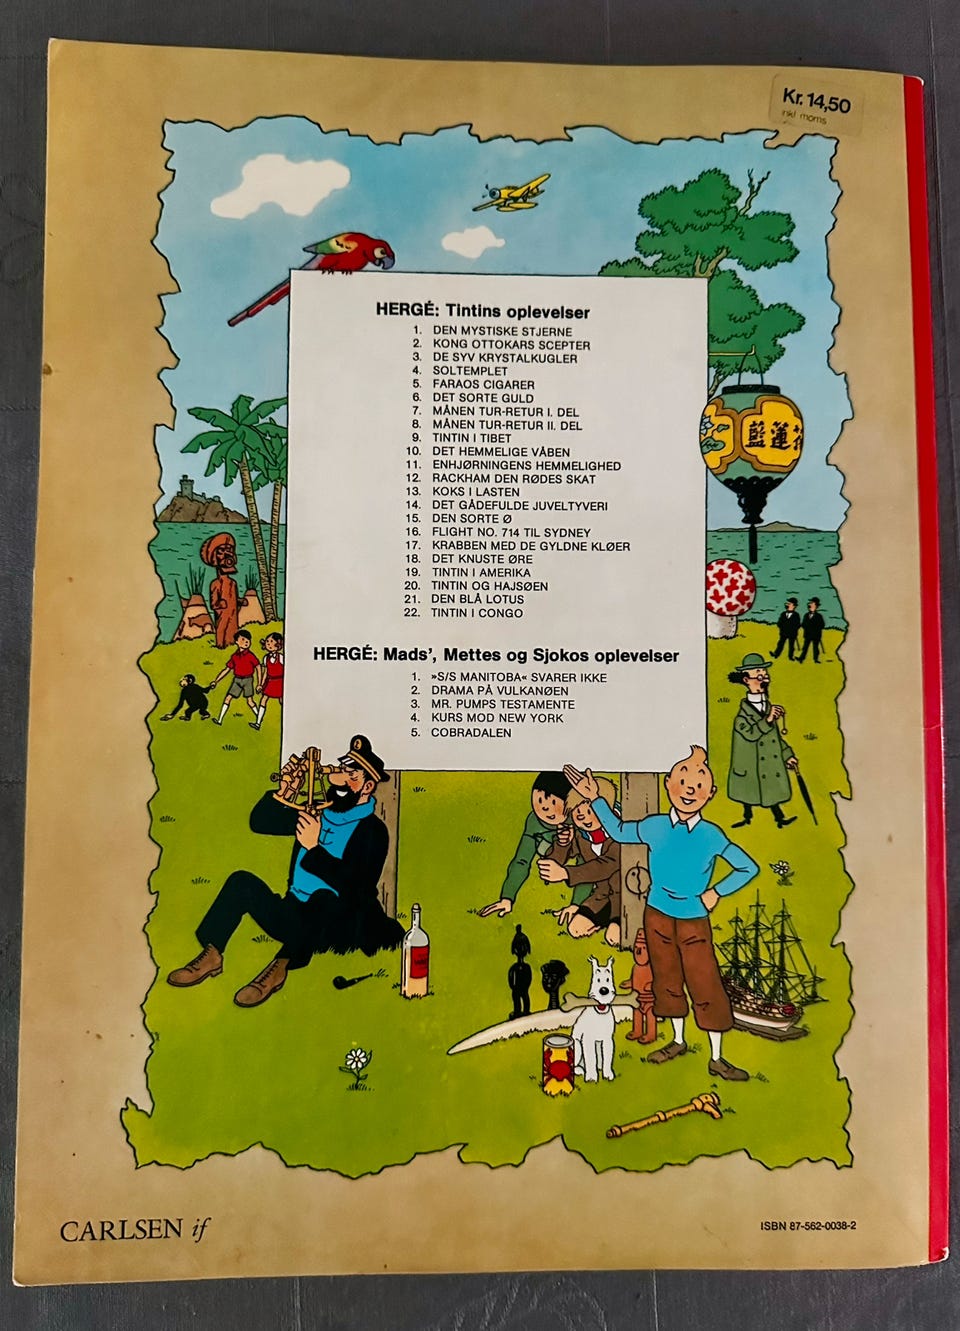 Kr. 14,50
inkl moms
HERGÉ: Tintins oplevelser
1. DEN MYSTISKE STJERNE
2. KONG OTTOKARS SCEPTER
3. DE SYV KRYSTALKUGLER
4. SOLTEMPLET
5. FARAOS CIGARER
6. DET SORTE GULD
7. MÅNEN TUR-RETUR I. DEL
8. MÅNEN TUR-RETUR II. DEL
9. TINTIN I TIBET
10. DET HEMMELIGE VÅBEN
11. ENHJØRNINGENS HEMMELIGHED
12. RACKHAM DEN RØDES SKAT
13. KOKS I LASTEN
14. DET GÅDEFULDE JUVELTYVERI
15. DEN SORTE Ø
16. FLIGHT NO. 714 TIL SYDNEY
17. KRABBEN MED DE GYLDNE KLØER
18. DET KNUSTE ØRE
19. TINTIN I AMERIKA
20. TINTIN OG HAJSØEN
21. DEN BLÅ LOTUS
22. TINTIN I CONGO
HERGÉ: Mads', Mettes og Sjokos oplevelser
1. »S/S MANITOBA« SVARER IKKE
2. DRAMA PÅ VULKANØEN
3. MR. PUMPS TESTAMENTE
4. KURS MOD NEW YORK
5. COBRADALEN
藍蓮
CARLSEN if
ISBN 87-562-0038-2